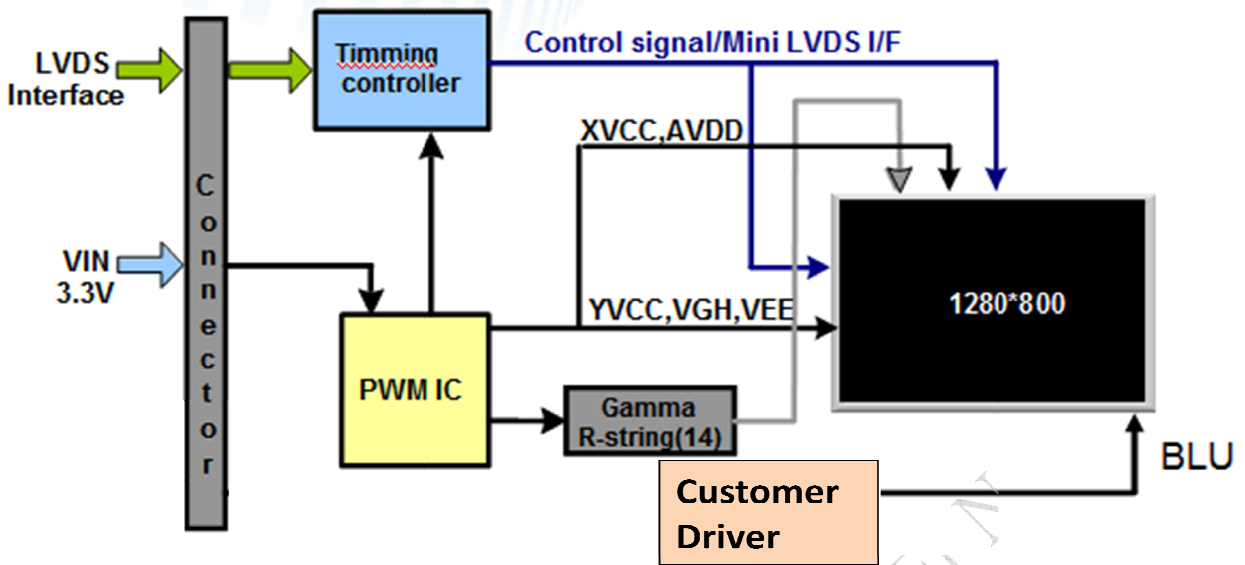 LVDS
Interface
Connector
Timming
controller
Control signal/Mini LVDS I/F
XVCC,AVDD
VIN
3.3V
YVCC,VGH,VEE
1280*800
PWM IC
Gamma
R-string(14)
BLU
Customer
Driver